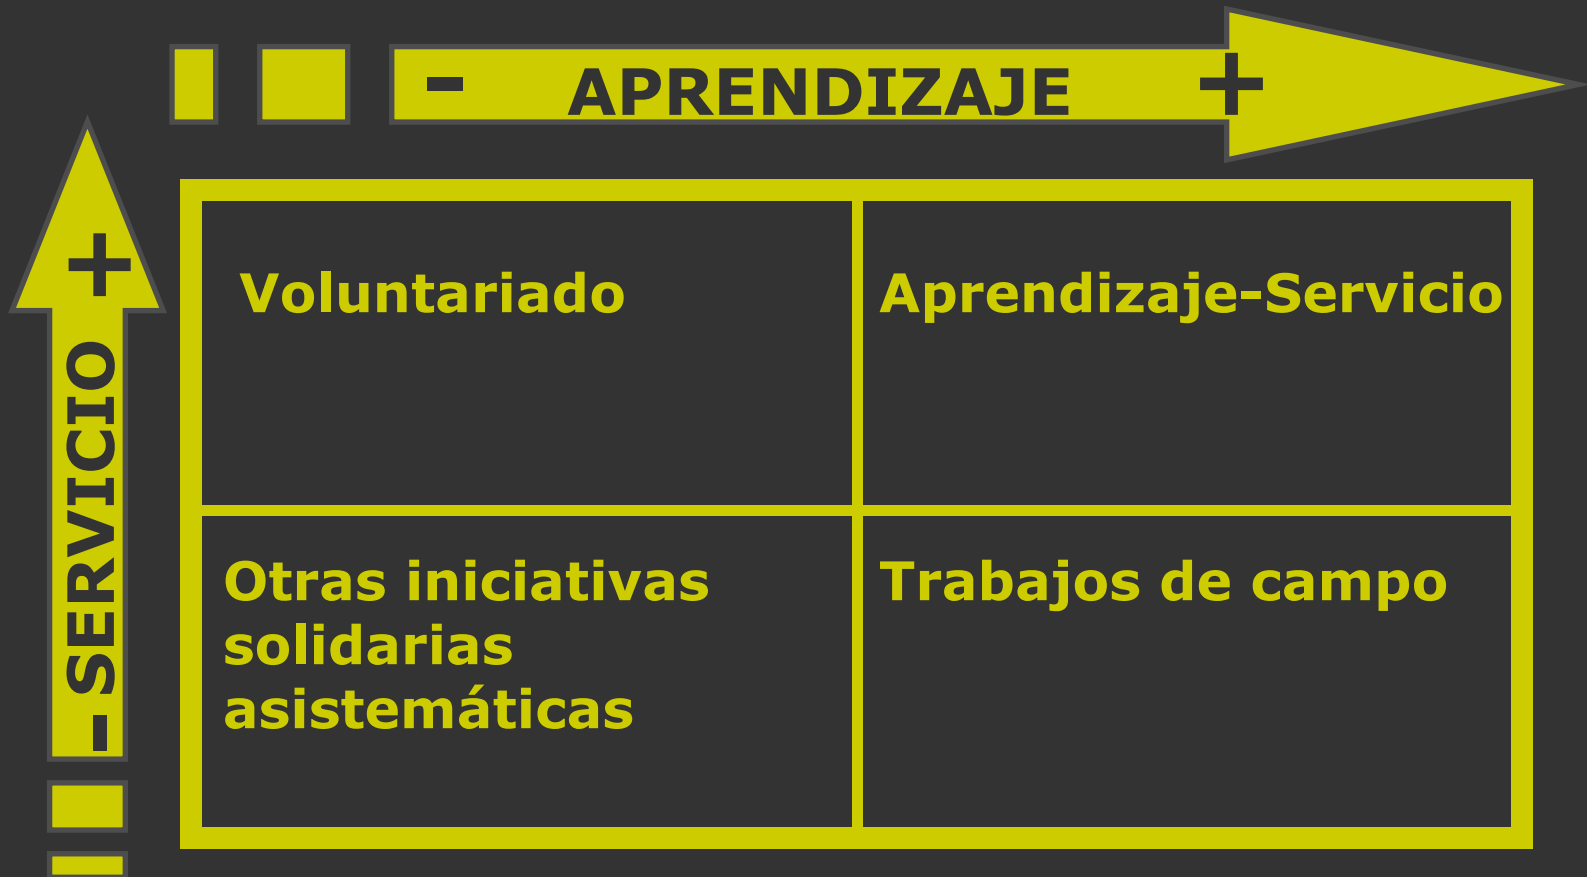 - APRENDIZAJE +
- SERVICIO +
Voluntariado
Aprendizaje-Servicio
Otras iniciativas
solidarias
asistemáticas
Trabajos de campo